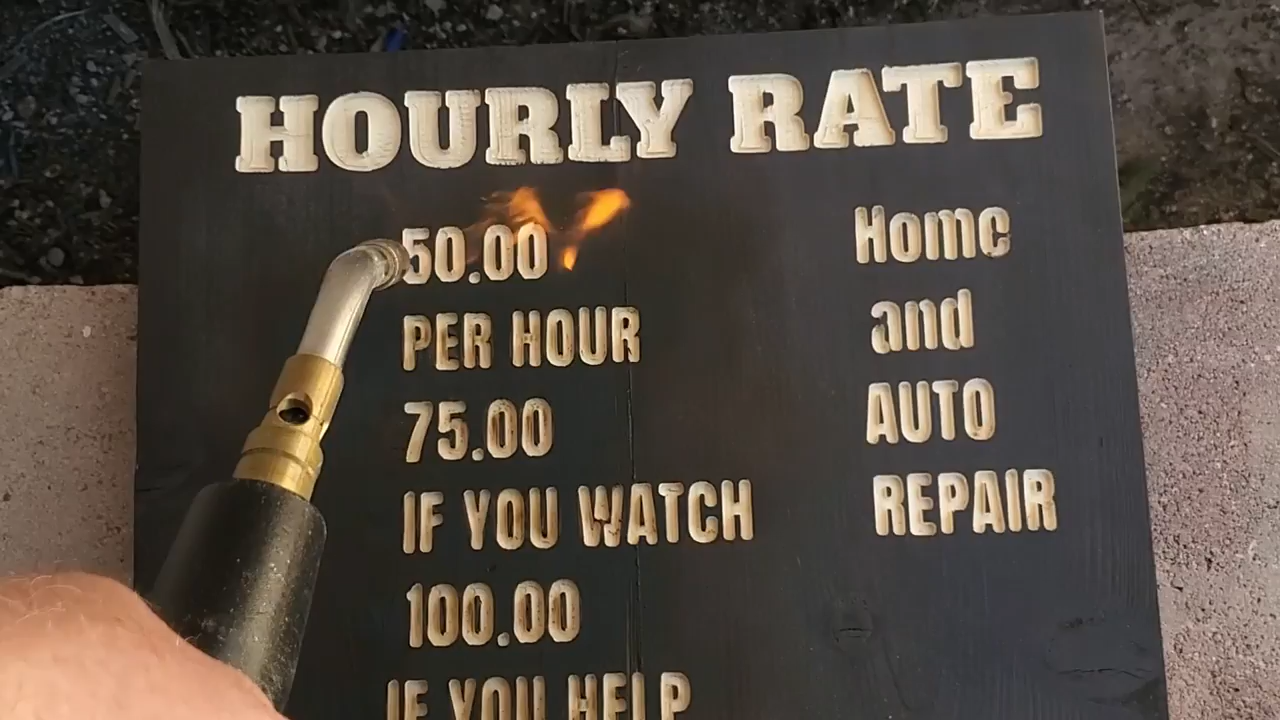 HOURLY RATE
50.00
PER HOUR
75.00
IF YOU WATCH
100.00
IF YOU HELP
Home
and
AUTO
REPAIR